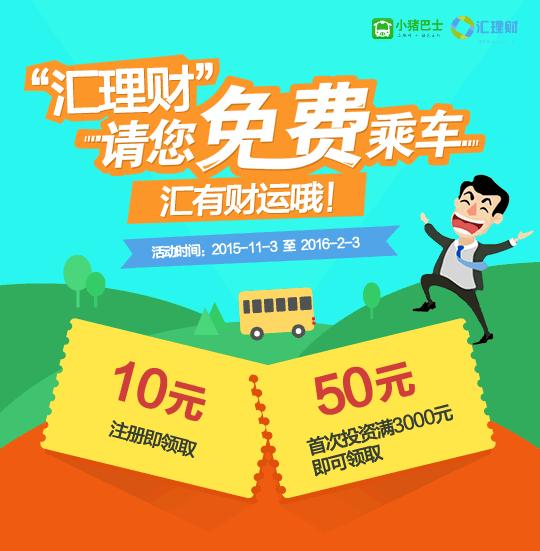 小猪巴士
汇理财
“汇理财”
请您免费乘车
汇有财运哦！
活动时间：2015-11-3 至 2016-2-3
10元
注册即领取
50元
首次投资满3000元
即可领取